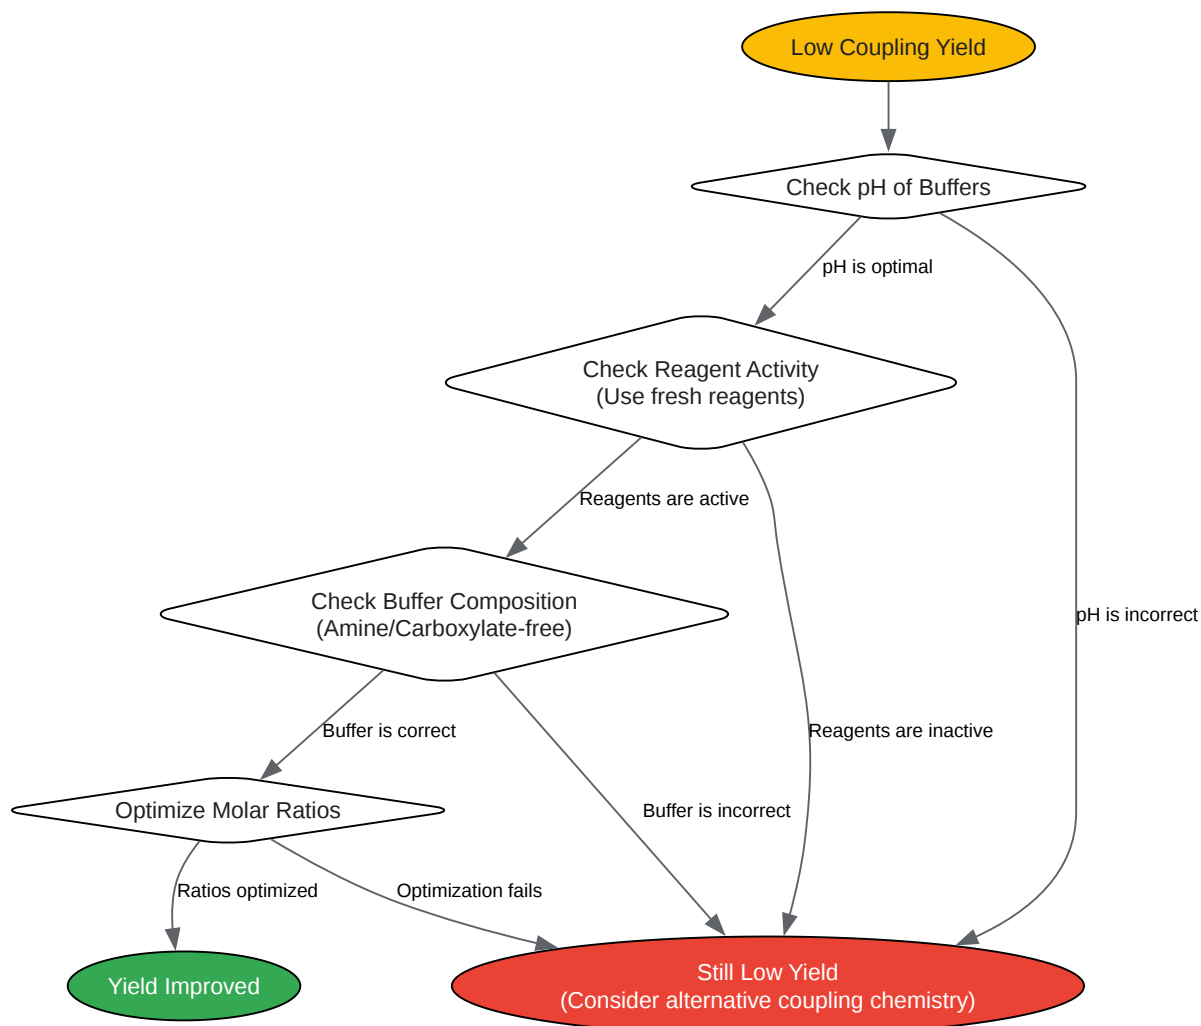 Low Coupling Yield
Check pH of Buffers
pH is optimal
Check Reagent Activity
(Use fresh reagents)
Reagents are active
Check Buffer Composition
(Amine/Carboxylate-free)
pH is incorrect
Buffer is correct
Reagents are inactive
Optimize Molar Ratios
Buffer is incorrect
Ratios optimized
Optimization fails
Yield Improved
Still Low Yield
(Consider alternative coupling chemistry)